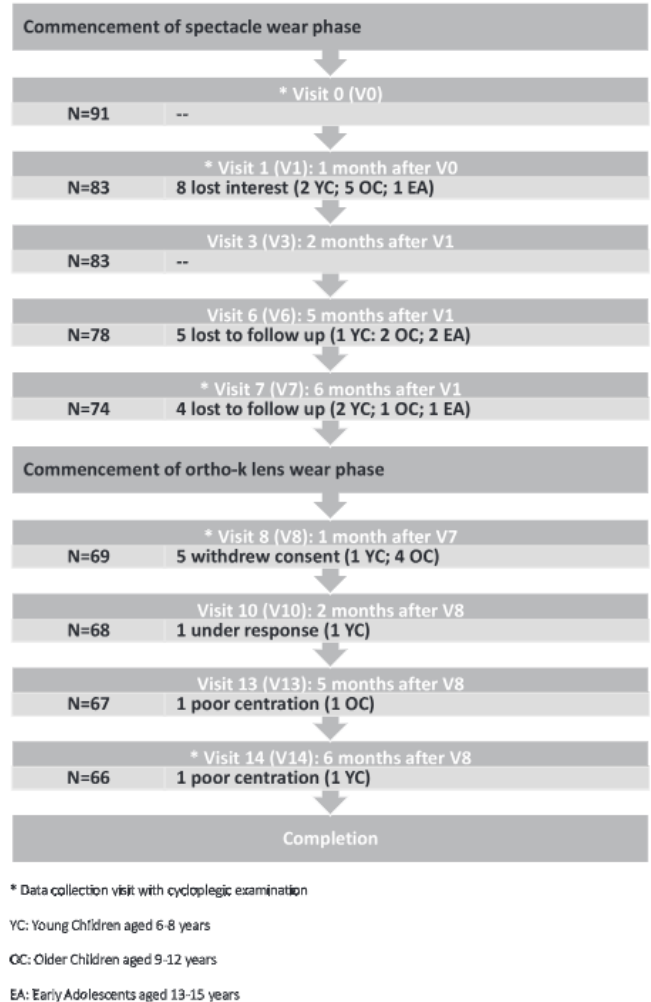 Commencement of spectacle wear phase
* Visit 0 (V0)
N=91 --
* Visit 1 (V1): 1 month after V0
N=83 8 lost interest (2 YC; 5 OC; 1 EA)
Visit 3 (V3): 2 months after V1
N=83 --
Visit 6 (V6): 5 months after V1
N=78 5 lost to follow up (1 YC: 2 OC; 2 EA)
* Visit 7 (V7): 6 months after V1
N=74 4 lost to follow up (2 YC; 1 OC; 1 EA)
Commencement of ortho-k lens wear phase
* Visit 8 (V8): 1 month after V7
N=69 5 withdrew consent (1 YC; 4 OC)
Visit 10 (V10): 2 months after V8
N=68 1 under response (1 YC)
Visit 13 (V13): 5 months after V8
N=67 1 poor centration (1 OC)
* Visit 14 (V14): 6 months after V8
N=66 1 poor centration (1 YC)
Completion
* Data collection visit with cycloplegic examination
YC: Young Children aged 6-8 years
OC: Older Children aged 9-12 years
EA: Early Adolescents aged 13-15 years